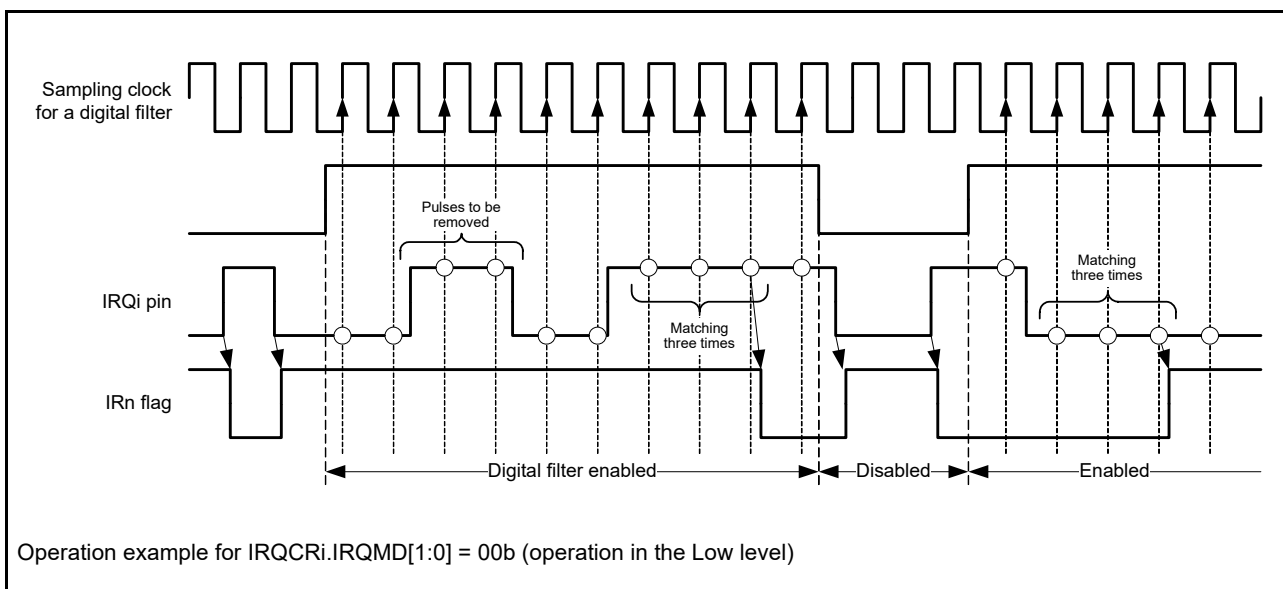 Sampling clock
for a digital filter
Pulses to be
removed
IRQi pin
Matching
three times
Matching
three times
IRn flag
Digital filter enabled
Disabled
Enabled
Operation example for IRQCRi.IRQMD[1:0] = 00b (operation in the Low level)